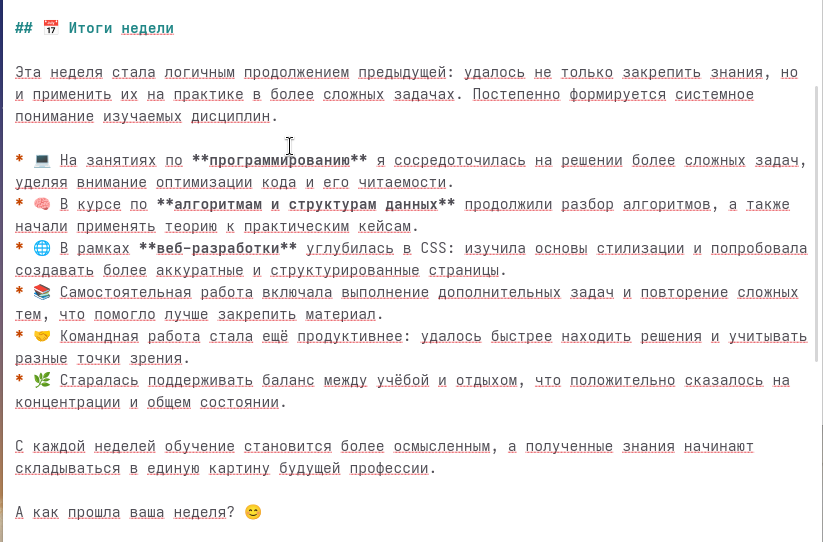 ## 📅 Итоги недели
Эта неделя стала логичным продолжением предыдущей: удалось не только закрепить знания, но
и применить их на практике в более сложных задачах. Постепенно формируется системное
понимание изучаемых дисциплин.
* 💻 На занятиях по **программированию** я сосредоточилась на решении более сложных задач,
уделяя внимание оптимизации кода и его читаемости.
* 🧠 В курсе по **алгоритмам и структурам данных** продолжили разбор алгоритмов, а также
начали применять теорию к практическим кейсам.
* 🌐 В рамках **веб-разработки** углубилась в CSS: изучила основы стилизации и попробовала
создавать более аккуратные и структурированные страницы.
* 📚 Самостоятельная работа включала выполнение дополнительных задач и повторение сложных
тем, что помогло лучше закрепить материал.
* 🤝 Командная работа стала ещё продуктивнее: удалось быстрее находить решения и учитывать
разные точки зрения.
* 🌿 Старалась поддерживать баланс между учёбой и отдыхом, что положительно сказалось на
концентрации и общем состоянии.
С каждой неделей обучение становится более осмысленным, а полученные знания начинают
складываться в единую картину будущей профессии.
А как прошла ваша неделя? 😊